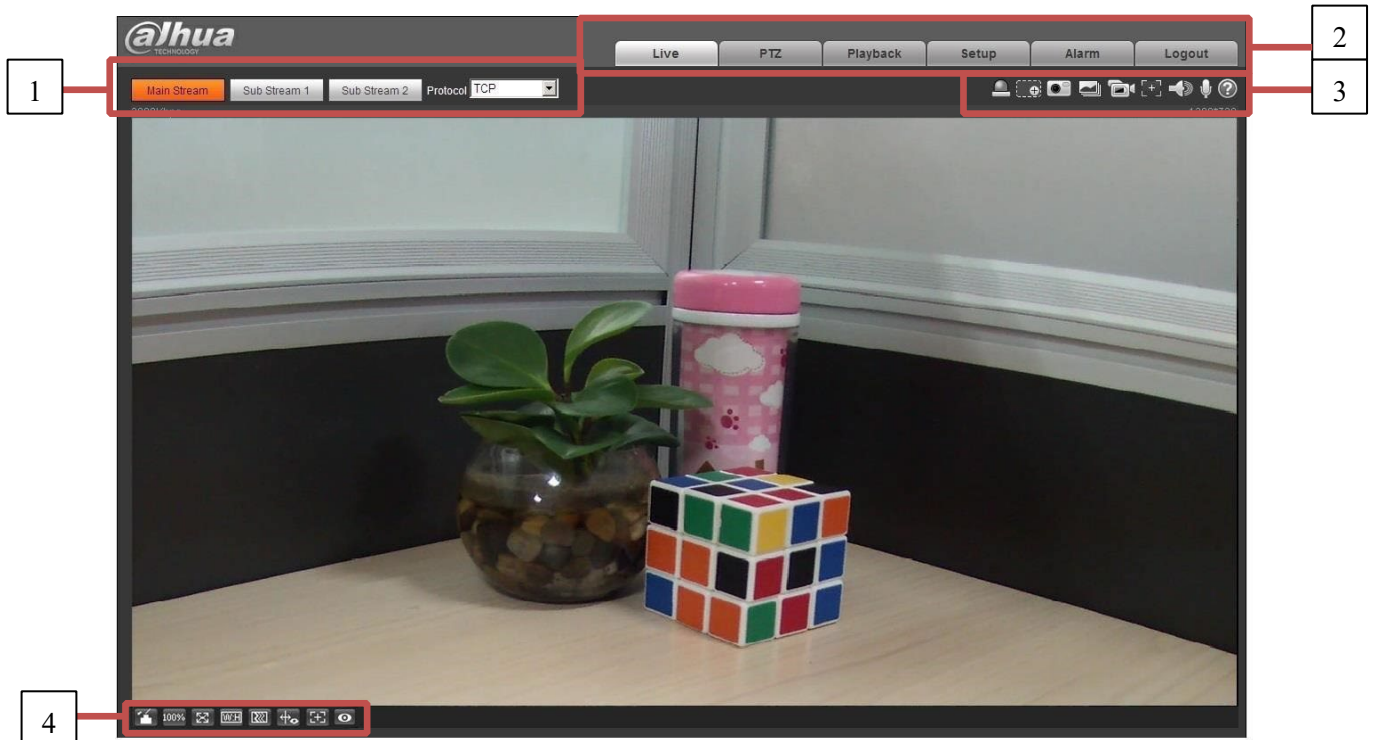 alhua
TECHNOLOGY
2
Live PTZ Playback Setup Alarm Logout
1
Main Stream Sub Stream 1 Sub Stream 2 Protocol TCP
3
100% W:H
4